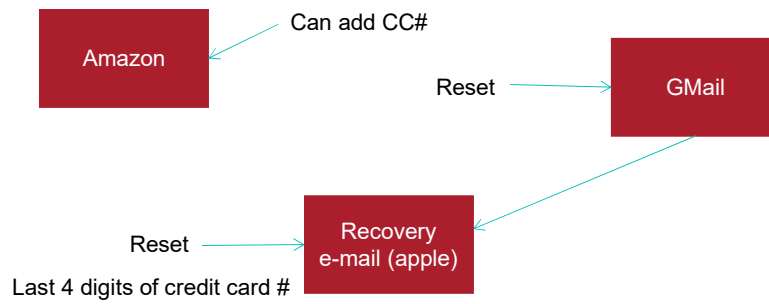 Can add CC#
Amazon
Reset
GMail
Recovery
e-mail (apple)
Reset
Last 4 digits of credit card #